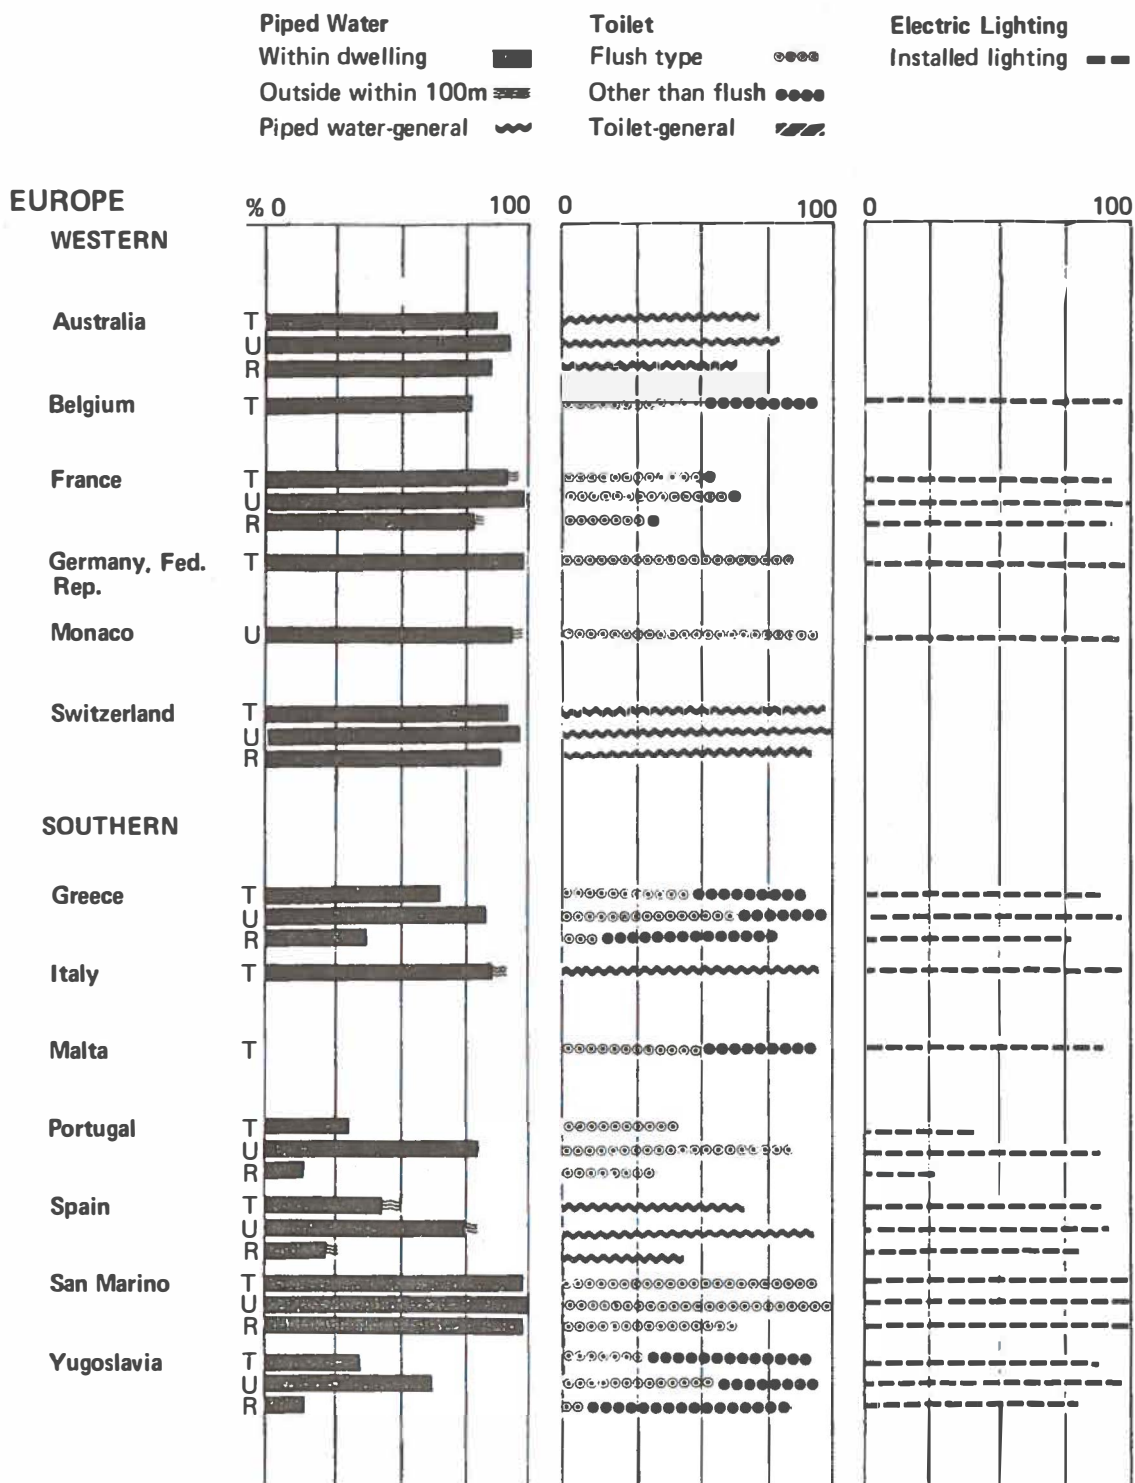 Piped Water
Within dwelling
Outside within 100m
Piped water-general
Toilet
Flush type
Other than flush
Toilet-general
Electric Lighting
Installed lighting
EUROPE
% 0 100 0 100 0 100
WESTERN
Australia T
U
R
Belgium T
France T
U
R
Germany, Fed. T
Rep.
Monaco U
Switzerland T
U
R
SOUTHERN
Greece T
U
R
Italy T
Malta T
Portugal T
U
R
Spain T
U
R
San Marino T
U
R
Yugoslavia T
U
R